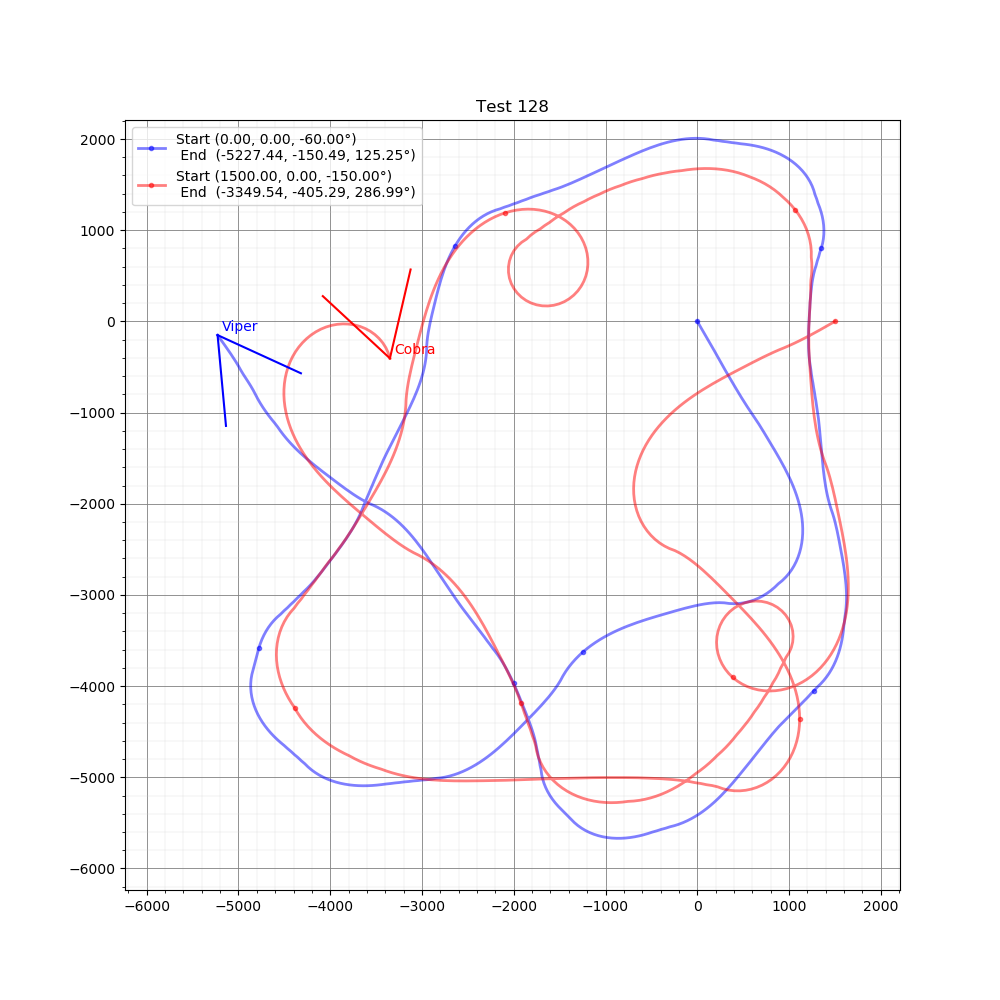 Test 128
Start (0.00, 0.00, -60.00°)
End  (-5227.44, -150.49, 125.25°)
Start (1500.00, 0.00, -150.00°)
End  (-3349.54, -405.29, 286.99°)
2000
1000
0
−1000
−2000
−3000
−4000
−5000
−6000
Viper
Cobra
−6000 −5000 −4000 −3000 −2000 −1000 0 1000 2000